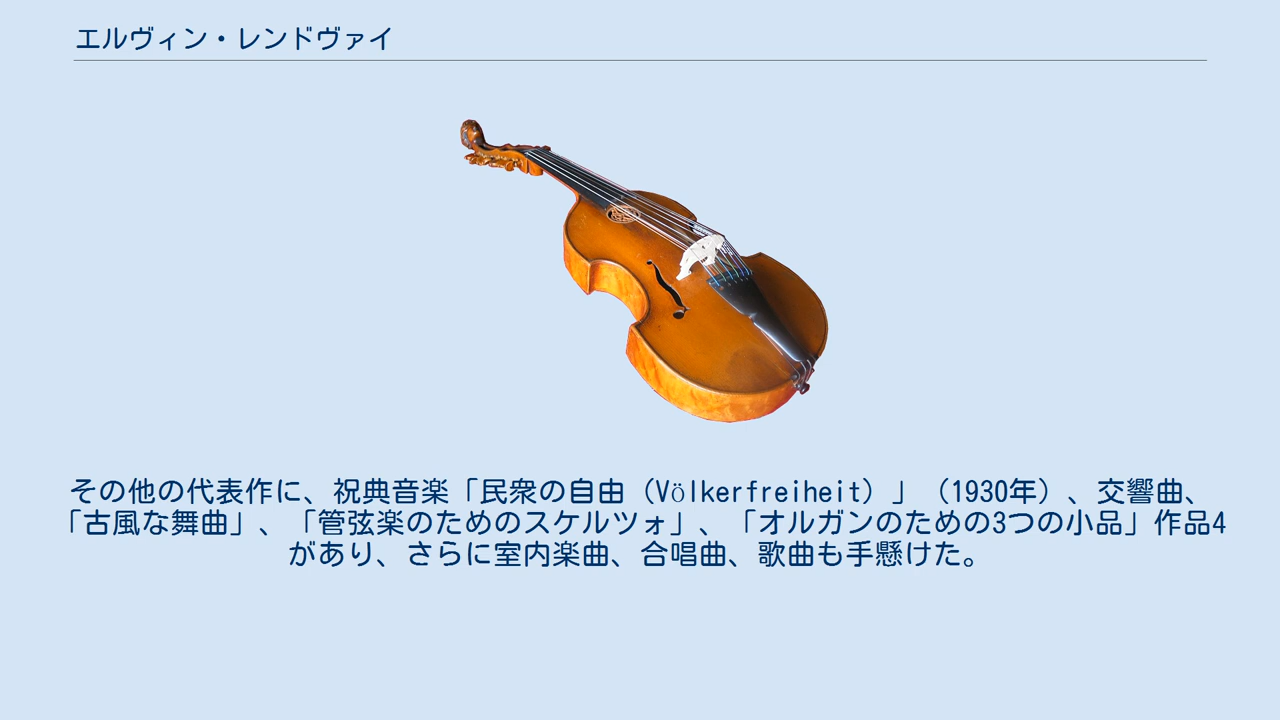 エルヴィン・レンドヴァイ
その他の代表作に、祝典音楽「民衆の自由（Völkerfreiheit）」（1930年）、交響曲、
「古風な舞曲」、「管弦楽のためのスケルツォ」、「オルガンのための3つの小品」作品4
があり、さらに室内楽曲、合唱曲、歌曲も手懸けた。